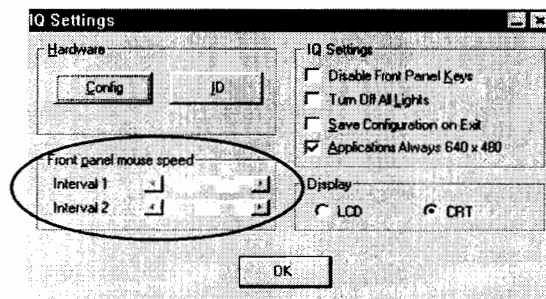 IQ Settings
Hardware
Config
ID
Front panel mouse speed
Interval 1
Interval 2
IQ Settings
Disable Front Panel Keys
Turn Off All Lights
Save Configuration on Exit
Applications Always 640 x 480
Display
LCD
CRT
OK